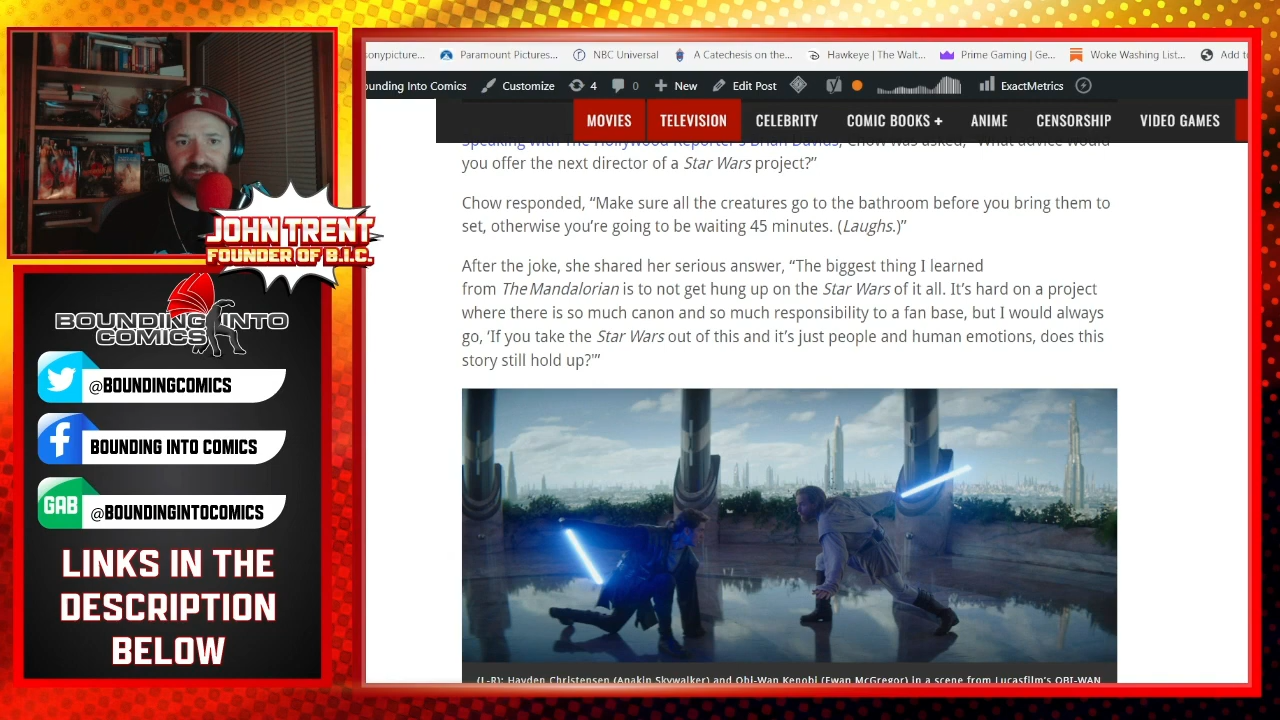 sonypicture...
Paramount Pictures...
NBC Universal
A Catechesis on the...
Hawkeye | The Walt...
Prime Gaming | Ge...
Woke Washing List...
Add t
ounding Into Comics
Customize
4
0
New
Edit Post
ExactMetrics
MOVIES
TELEVISION
CELEBRITY
COMIC BOOKS +
ANIME
CENSORSHIP
VIDEO GAMES
you offer the next director of a Star Wars project?”
Chow responded, “Make sure all the creatures go to the bathroom before you bring them to
set, otherwise you’re going to be waiting 45 minutes. (Laughs.)”
After the joke, she shared her serious answer, “The biggest thing I learned
from The Mandalorian is to not get hung up on the Star Wars of it all. It’s hard on a project
where there is so much canon and so much responsibility to a fan base, but I would always
go, ‘If you take the Star Wars out of this and it’s just people and human emotions, does this
story still hold up?’”
(L-R): Hayden Christensen (Anakin Skywalker) and Obi-Wan Kenobi (Ewan McGregor) in a scene from Lucasfilm's OBI-WAN
JOHN TRENT
FOUNDER OF B.I.C.
BOUNDING INTO
COMICS
@BOUNDINGCOMICS
BOUNDING INTO COMICS
GAB
@BOUNDINGINTOCOMICS
LINKS IN THE
DESCRIPTION
BELOW